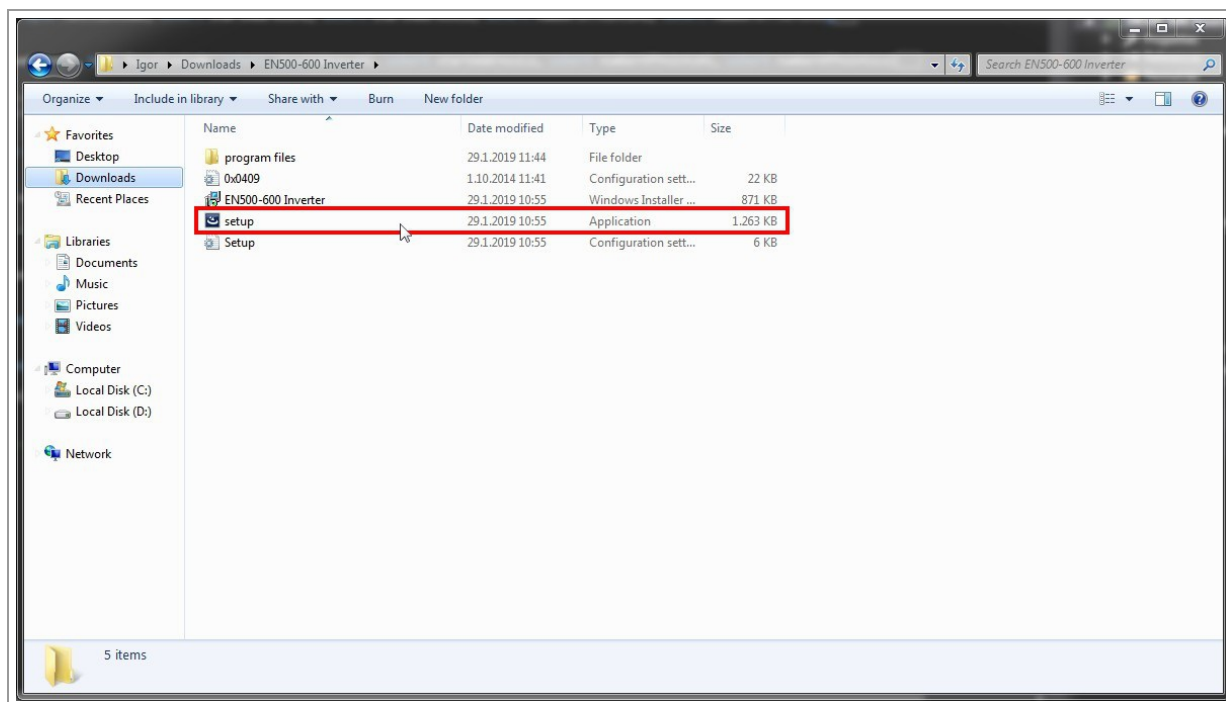 Igor Downloads EN500-600 Inverter Search EN500-600 Inverter
Organize Include in library Share with Burn New folder
Favorites
Desktop
Downloads
Recent Places
Libraries
Documents
Music
Pictures
Videos
Computer
Local Disk (C:)
Local Disk (D:)
Network
Name Date modified Type Size
program files 29.1.2019 11:44 File folder
0x0409 1.10.2014 11:41 Configuration sett... 22 KB
EN500-600 Inverter 29.1.2019 10:55 Windows Installer ... 871 KB
setup 29.1.2019 10:55 Application 1.263 KB
Setup 29.1.2019 10:55 Configuration sett... 6 KB
5 items